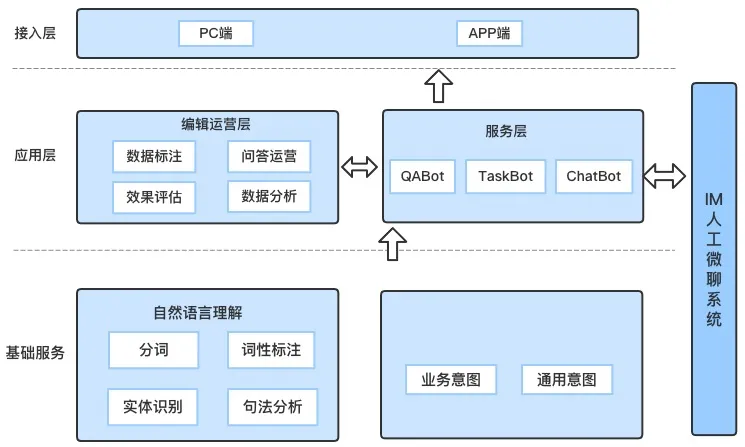 接入层
PC端
APP端
应用层
编辑运营层
数据标注
问答运营
效果评估
数据分析
服务层
QABot
TaskBot
ChatBot
基础服务
自然语言理解
分词
词性标注
实体识别
句法分析
业务意图
通用意图
IM
人
工
微
聊
系
统